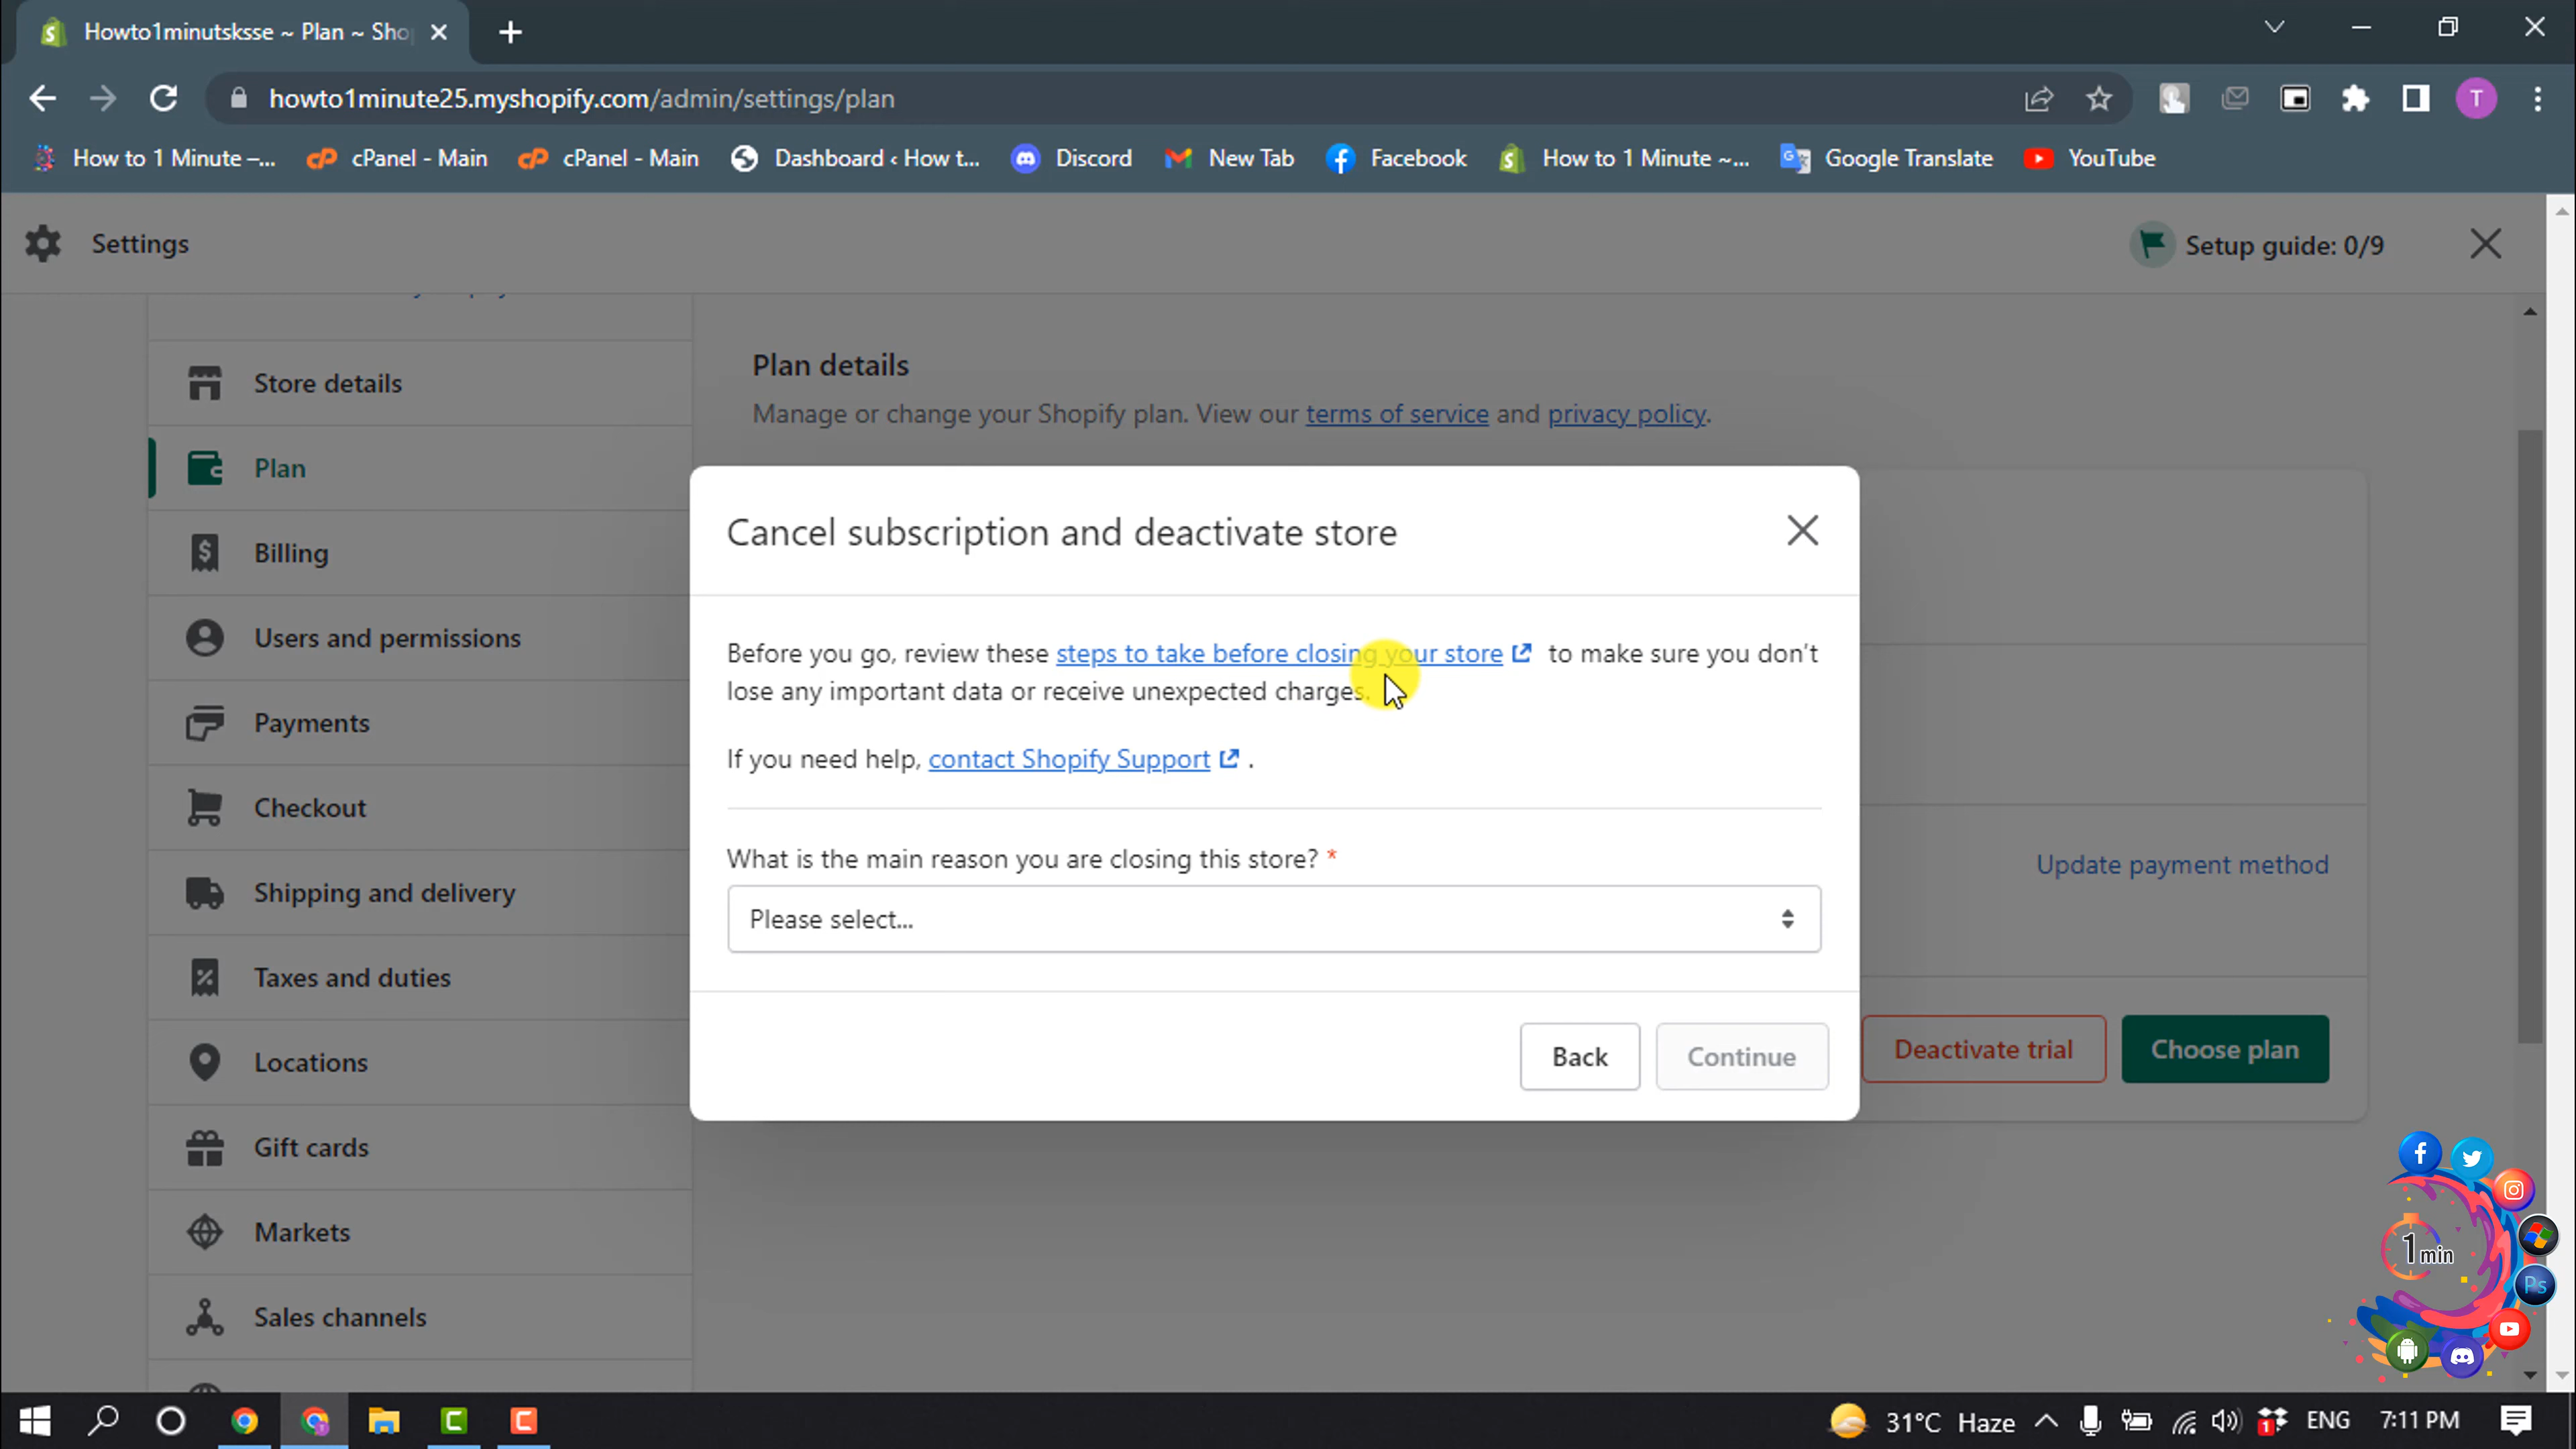 Howto1minutsksse ~ Plan ~ Sho
howto1minute25.myshopify.com/admin/settings/plan
T
How to 1 Minute –... cPanel - Main cPanel - Main Dashboard ‹ How t... Discord New Tab Facebook How to 1 Minute ~... Google Translate YouTube
Settings
Setup guide: 0/9
Store details
Plan
Billing
Users and permissions
Payments
Checkout
Shipping and delivery
Taxes and duties
Locations
Gift cards
Markets
Sales channels
Plan details
Manage or change your Shopify plan. View our terms of service and privacy policy.
Cancel subscription and deactivate store
Before you go, review these steps to take before closing your store to make sure you don't
lose any important data or receive unexpected charges.
If you need help, contact Shopify Support .
What is the main reason you are closing this store? *
Please select...
Back Continue
Update payment method
Deactivate trial Choose plan
1 min
Ps
31°C Haze 1 ENG 7:11 PM